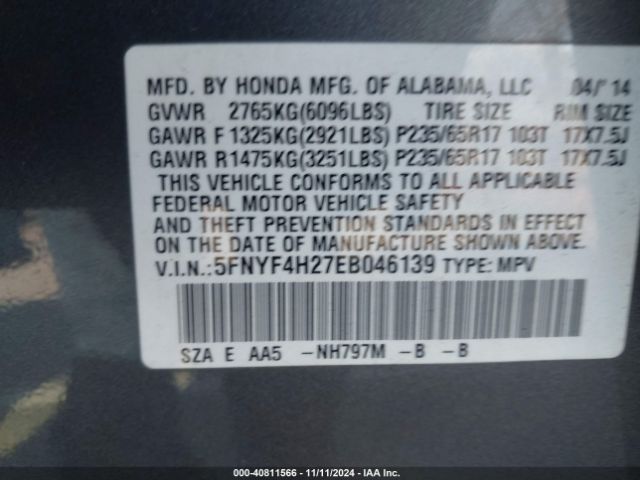 MFD. BY HONDA MFG. OF ALABAMA, LLC 04/'14
GVWR 2765KG(6096LBS) TIRE SIZE RIM SIZE
GAWR F 1325KG(2921LBS) P235/65R17 103T 17X7.5J
GAWR R1475KG(3251LBS) P235/65R17 103T 17X7.5J
THIS VEHICLE CONFORMS TO ALL APPLICABLE
FEDERAL MOTOR VEHICLE SAFETY
AND THEFT PREVENTION STANDARDS IN EFFECT
ON THE DATE OF MANUFACTURE SHOWN ABOVE.
V.I.N.:5FNYF4H27EB046139 TYPE: MPV
SZA E AA5 -NH797M -B -B
000-40811566 - 11/11/2024 - IAA Inc.